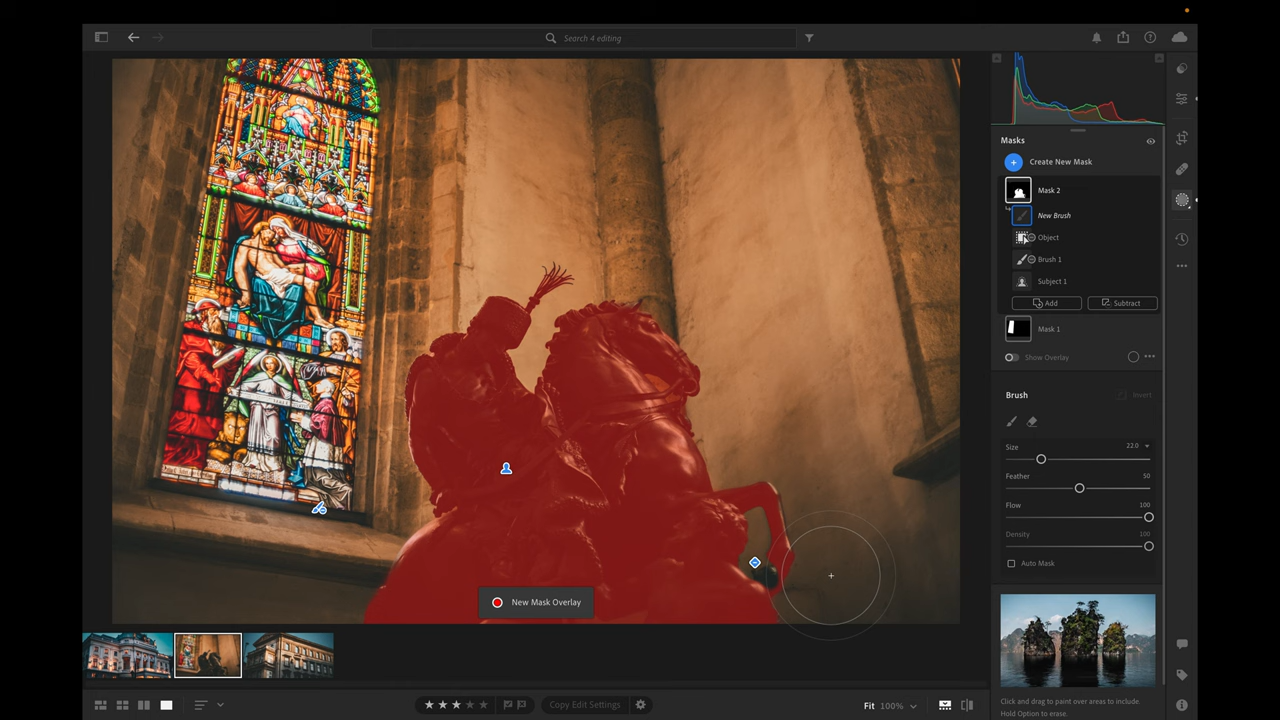 Search 4 editing
Masks
Create New Mask
Mask 2
New Brush
Object
Brush 1
Subject 1
Add
Subtract
Mask 1
Show Overlay
Brush
Invert
Size
22.0
Feather
50
Flow
100
Density
100
Auto Mask
New Mask Overlay
Click and drag to paint over areas to include.
Hold Option to erase.
Copy Edit Settings
Fit
100%